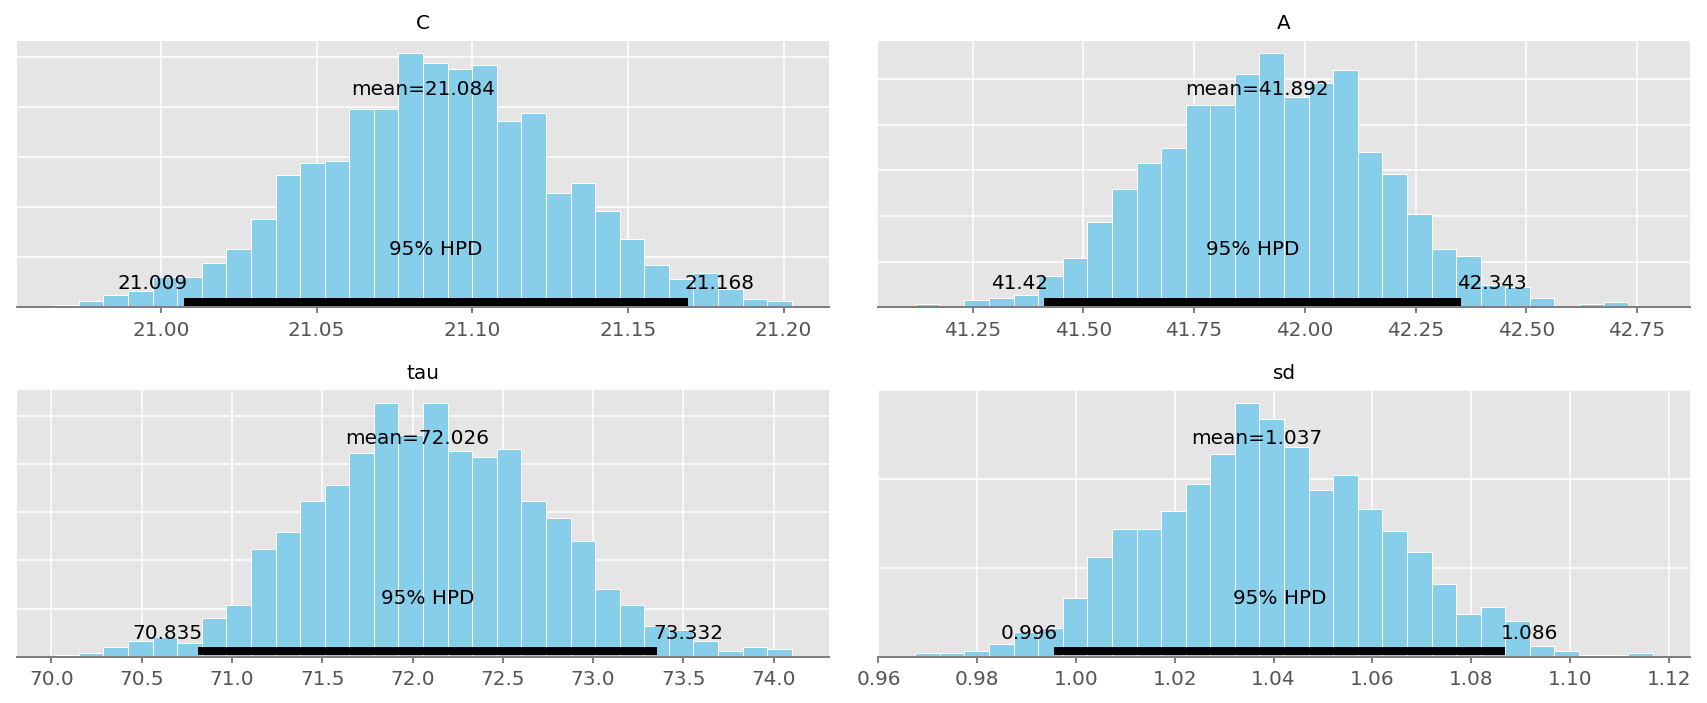 C
mean=21.084
95% HPD
21.009 21.168
21.00 21.05 21.10 21.15 21.20
A
mean=41.892
95% HPD
41.42 42.343
41.25 41.50 41.75 42.00 42.25 42.50 42.75
tau
mean=72.026
95% HPD
70.835 73.332
70.0 70.5 71.0 71.5 72.0 72.5 73.0 73.5 74.0
sd
mean=1.037
95% HPD
0.996 1.086
0.96 0.98 1.00 1.02 1.04 1.06 1.08 1.10 1.12